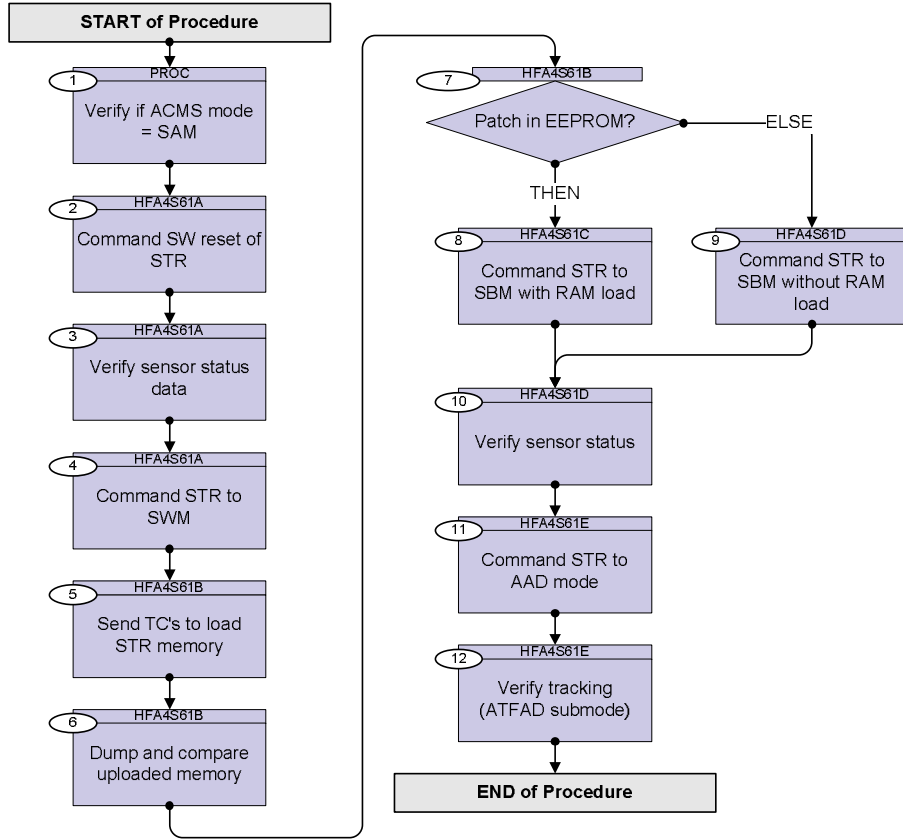 START of Procedure
1
PROC
Verify if ACMS mode
= SAM
2
HFA4S61A
Command SW reset of
STR
3
HFA4S61A
Verify sensor status
data
4
HFA4S61A
Command STR to
SWM
5
HFA4S61B
Send TC's to load
STR memory
6
HFA4S61B
Dump and compare
uploaded memory
7
HFA4S61B
Patch in EEPROM?
ELSE
THEN
8
HFA4S61C
Command STR to
SBM with RAM load
9
HFA4S61D
Command STR to
SBM without RAM
load
10
HFA4S61D
Verify sensor status
11
HFA4S61E
Command STR to
AAD mode
12
HFA4S61E
Verify tracking
(ATFAD submode)
END of Procedure